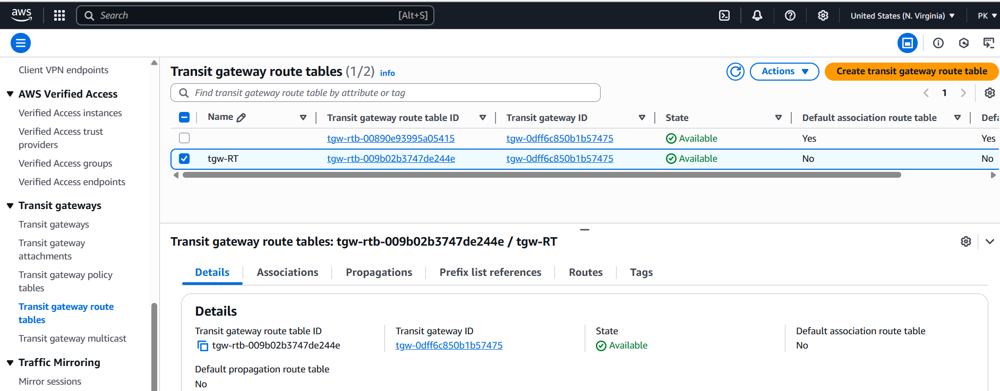 aws
Search [Alt+S]
United States (N. Virginia) PK
Client VPN endpoints
AWS Verified Access
Verified Access instances
Verified Access trust
providers
Verified Access groups
Verified Access endpoints
Transit gateways
Transit gateways
Transit gateway
attachments
Transit gateway policy
tables
Transit gateway route
tables
Transit gateway multicast
Traffic Mirroring
Mirror sessions
Transit gateway route tables (1/2) info
Actions
Create transit gateway route table
Find transit gateway route table by attribute or tag
1
Name Transit gateway route table ID Transit gateway ID State Default association route table Defa
tgw-rtb-00890e93995a05415 tgw-0dff6c850b1b57475 Available Yes Yes
tgw-RT tgw-rtb-009b02b3747de244e tgw-0dff6c850b1b57475 Available No No
Transit gateway route tables: tgw-rtb-009b02b3747de244e / tgw-RT
Details Associations Propagations Prefix list references Routes Tags
Details
Transit gateway route table ID Transit gateway ID State Default association route table
tgw-rtb-009b02b3747de244e tgw-0dff6c850b1b57475 Available No
Default propagation route table
No